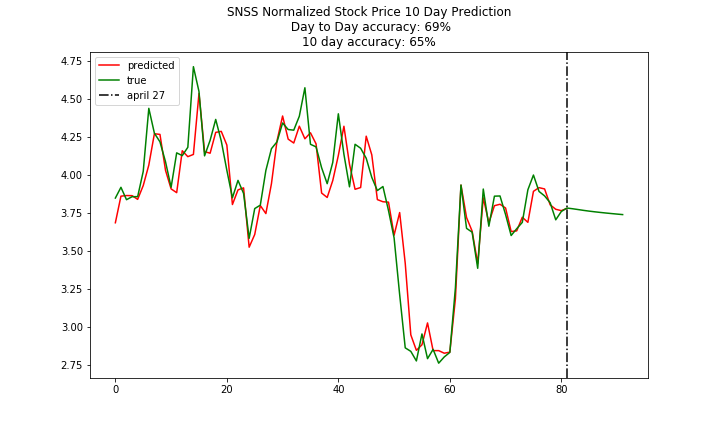 SNSS Normalized Stock Price 10 Day Prediction
Day to Day accuracy: 69%
10 day accuracy: 65%
predicted
true
april 27
4.75
4.50
4.25
4.00
3.75
3.50
3.25
3.00
2.75
0
20
40
60
80